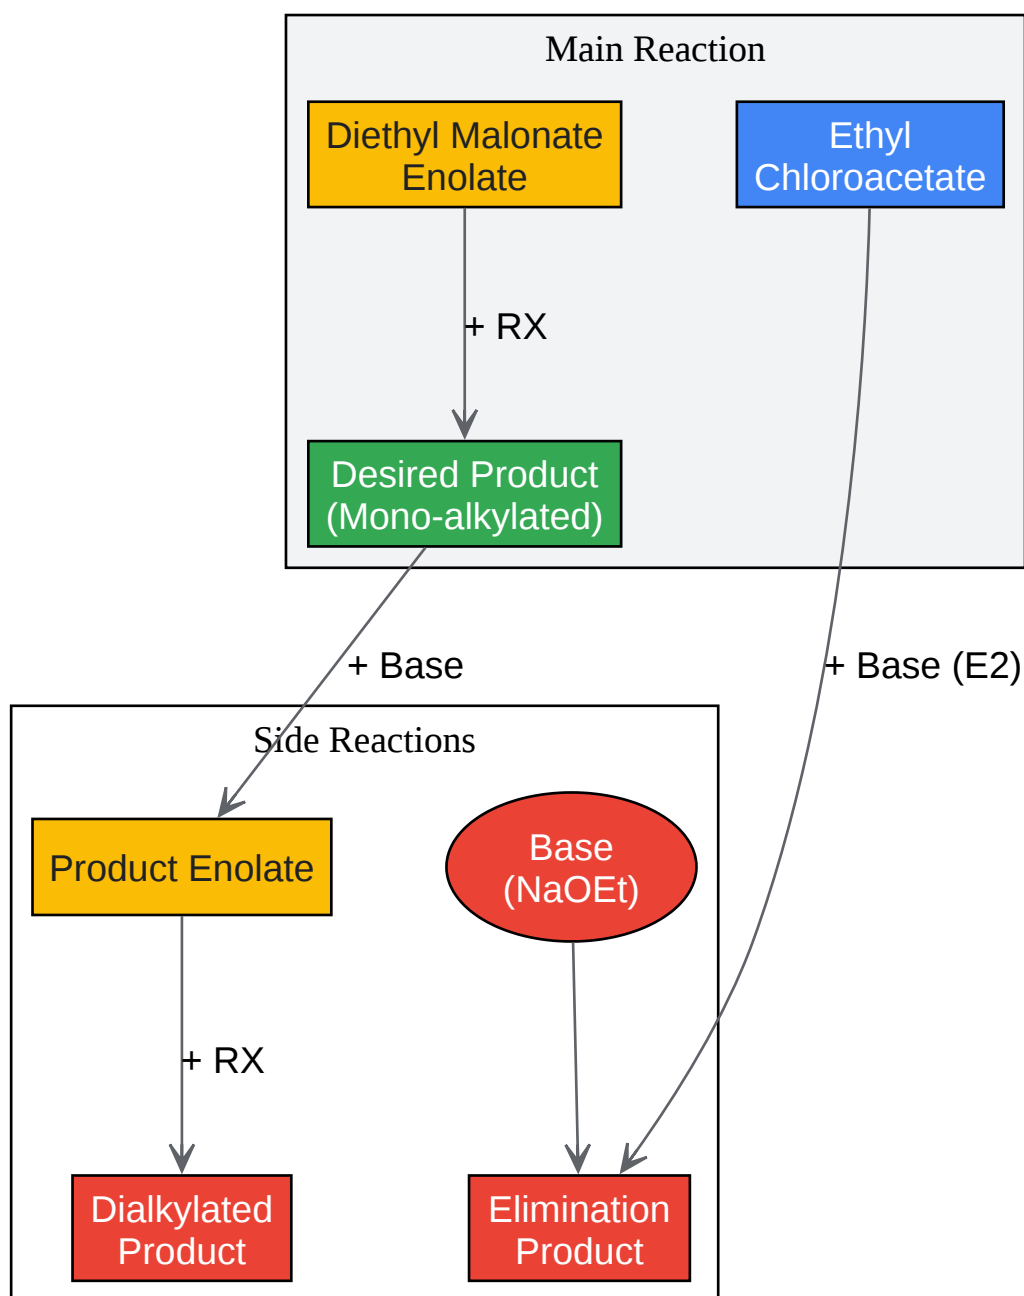 Main Reaction
Diethyl Malonate
Enolate
Ethyl
Chloroacetate
+ RX
Desired Product
(Mono-alkylated)
+ Base
+ Base (E2)
Side Reactions
Product Enolate
Base
(NaOEt)
+ RX
Dialkylated
Product
Elimination
Product